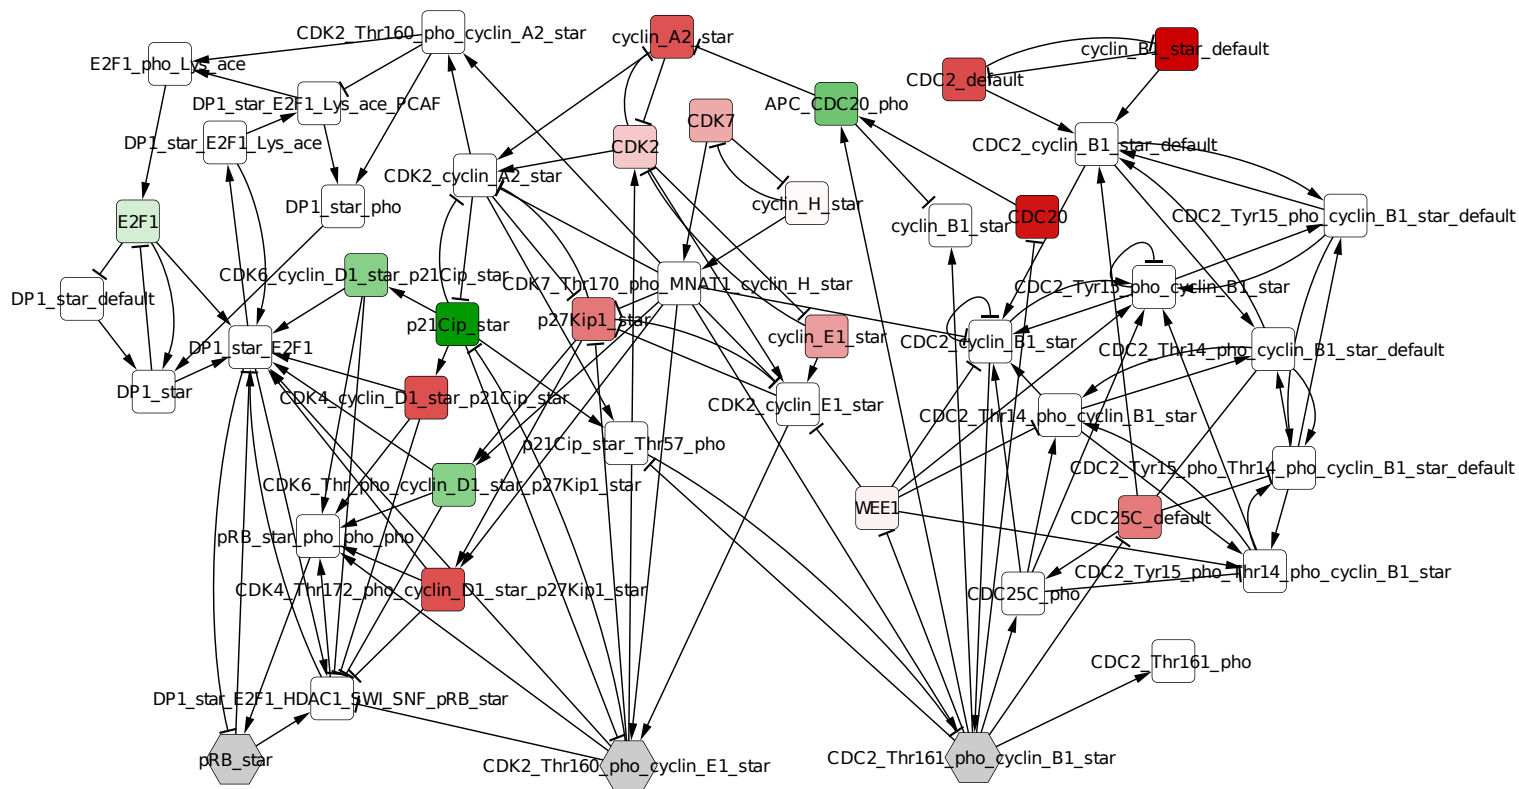 CDK2_Thr160_pho_cyclin_A2_star
cyclin_A2_star
cyclin_B1_star_default
E2F1_pho_Lys_ace
CDC2_default
DP1_star_E2F1_Lys_ace_PCAF
APC_CDC20_pho
CDK7
DP1_star_E2F1_Lys_ace
CDK2
CDC2_cyclin_B1_star_default
CDK2_cyclin_A2_star
cyclin_H_star
DP1_star_pho
E2F1
cyclin_B1_star
CDC20
CDC2_Tyr15_pho_cyclin_B1_star_default
CDK6_cyclin_D1_star_p21Cip_star
CDK7_Thr170_pho_MNAT1_cyclin_H_star
CDC2_Tyr15_pho_cyclin_B1_star
DP1_star_default
p21Cip_star
p27Kip1_star
cyclin_E1_star
CDC2_cyclin_B1_star
DP1_star_E2F1
CDC2_Thr14_pho_cyclin_B1_star_default
DP1_star
CDK4_cyclin_D1_star_p21Cip_star
CDK2_cyclin_E1_star
CDC2_Thr14_pho_cyclin_B1_star
p21Cip_star_Thr57_pho
CDC2_Tyr15_pho_Thr14_pho_cyclin_B1_star_default
CDK6_Thr_pho_cyclin_D1_star_p27Kip1_star
WEE1
CDC25C_default
pRB_star_pho_pho_pho
CDC2_Tyr15_pho_Thr14_pho_cyclin_B1_star
CDK4_Thr172_pho_cyclin_D1_star_p27Kip1_star
CDC25C_pho
CDC2_Thr161_pho
DP1_star_E2F1_HDAC1_SWI_SNF_pRB_star
pRB_star
CDK2_Thr160_pho_cyclin_E1_star
CDC2_Thr161_pho_cyclin_B1_star